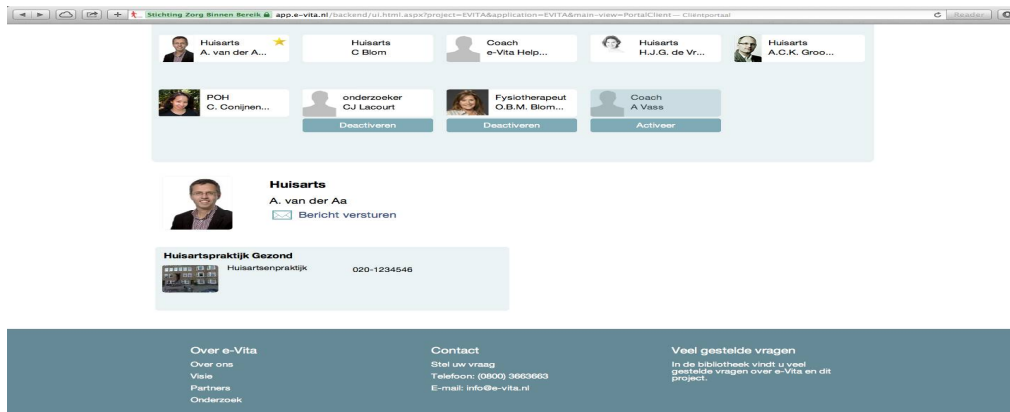 Stichting Zorg Binnen Bereik app.e-vita.nl/backend/ui.html.aspx?project=EVITA&application=EVITA&main-view=PortalClient — Cliëntportaal
Reader
Huisarts
A. van der A...
Huisarts
C Blom
Coach
e-Vita Help...
Huisarts
H.J.G. de Vr...
Huisarts
A.C.K. Groo...
POH
C. Conijnen...
onderzoeker
CJ Lacourt
Deactiveren
Fysiotherapeut
O.B.M. Blom...
Deactiveren
Coach
A Vass
Activeer
Huisarts
A. van der Aa
Bericht versturen
Huisartspraktijk Gezond
Huisartsenpraktijk 020-1234546
Over e-Vita
Over ons
Visie
Partners
Onderzoek
Contact
Stel uw vraag
Telefoon: (0800) 3663663
E-mail: info@e-vita.nl
Veel gestelde vragen
In de bibliotheek vindt u veel
gestelde vragen over e-Vita en dit
project.